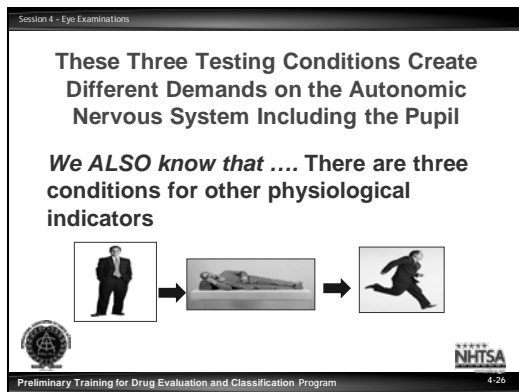 Session 4 - Eye Examinations
These Three Testing Conditions Create
Different Demands on the Autonomic
Nervous System Including the Pupil
We ALSO know that .... There are three
conditions for other physiological
indicators
NHTSA
Preliminary Training for Drug Evaluation and Classification Program
4-26